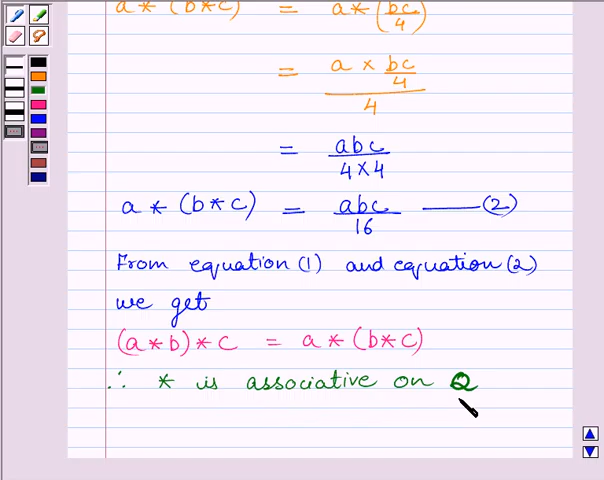 a * (b * c) = a * (bc/4)
= (a × bc/4)/4
= abc/(4×4)
a * (b * c) = abc/16 —— (2)
From equation (1) and equation (2)
we get
(a * b) * c = a * (b * c)
∴ * is associative on Q